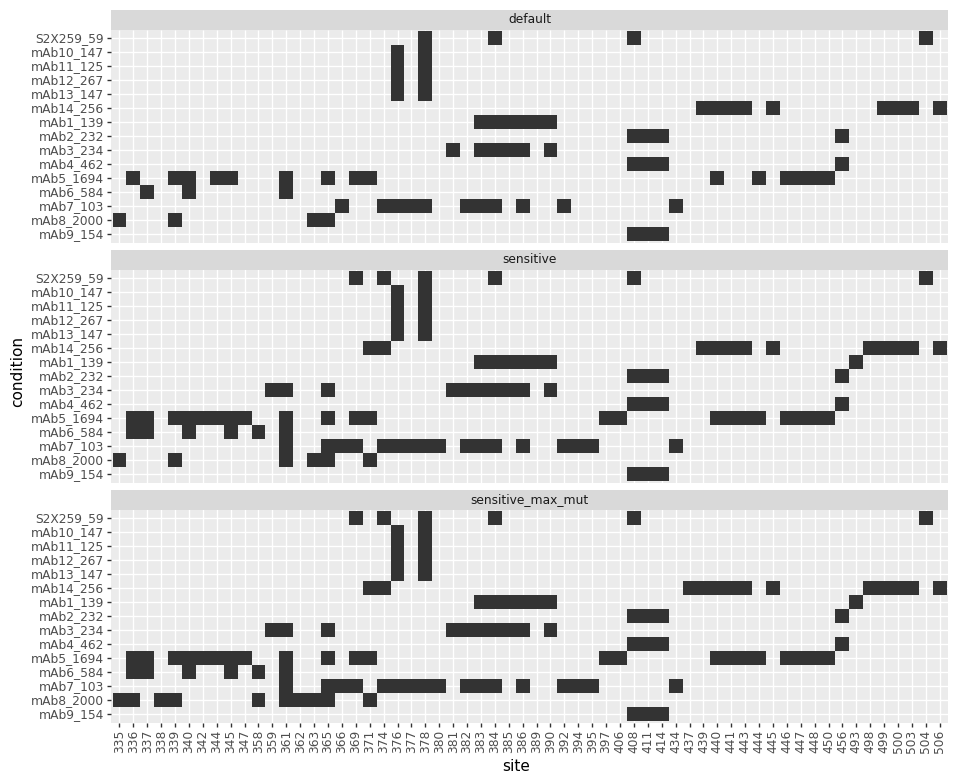 default
S2X259_59
mAb10_147
mAb11_125
mAb12_267
mAb13_147
mAb14_256
mAb1_139
mAb2_232
mAb3_234
mAb4_462
mAb5_1694
mAb6_584
mAb7_103
mAb8_2000
mAb9_154
sensitive
S2X259_59
mAb10_147
mAb11_125
mAb12_267
mAb13_147
mAb14_256
mAb1_139
mAb2_232
mAb3_234
mAb4_462
mAb5_1694
mAb6_584
mAb7_103
mAb8_2000
mAb9_154
condition
sensitive_max_mut
S2X259_59
mAb10_147
mAb11_125
mAb12_267
mAb13_147
mAb14_256
mAb1_139
mAb2_232
mAb3_234
mAb4_462
mAb5_1694
mAb6_584
mAb7_103
mAb8_2000
mAb9_154
335 336 337 338 339 340 342 344 345 347 358 359 361 362 363 365 366 369 371 374 376 377 378 380 381 382 383 384 385 386 389 390 392 394 395 397 406 408 411 414 434 437 439 440 441 443 444 445 446 447 448 450 456 493 498 499 500 503 504 506
site